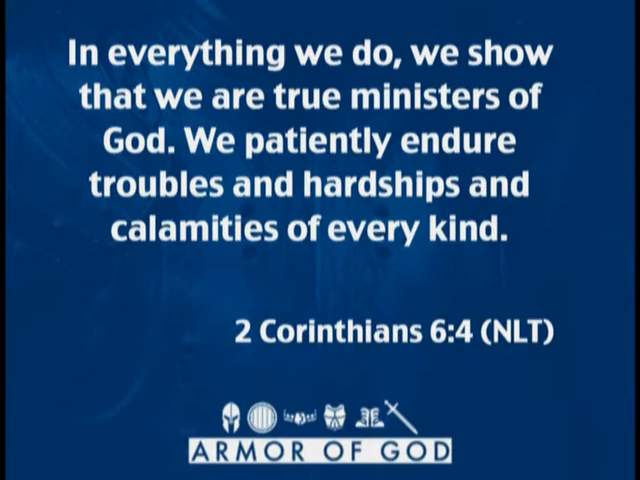 In everything we do, we show
that we are true ministers of
God. We patiently endure
troubles and hardships and
calamities of every kind.
2 Corinthians 6:4 (NLT)
ARMOR OF GOD